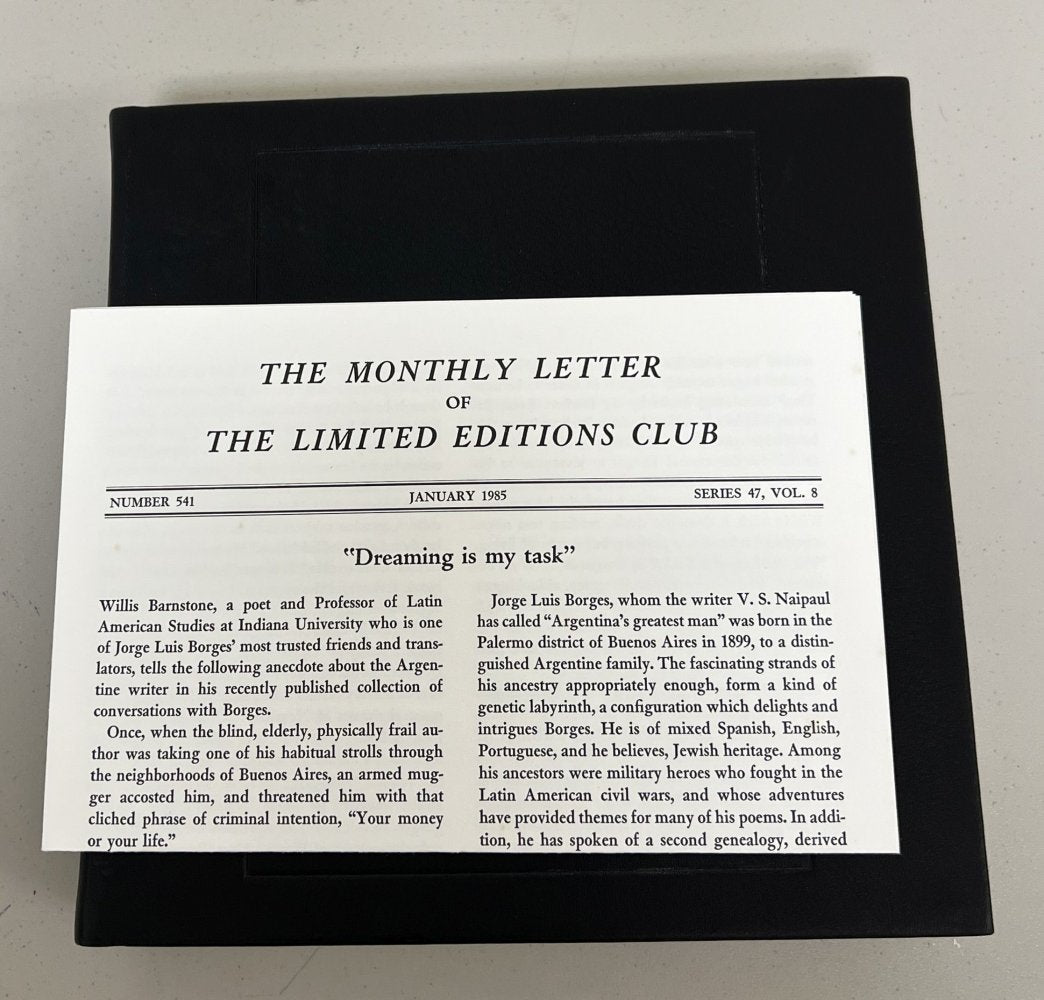 THE MONTHLY LETTER
OF
THE LIMITED EDITIONS CLUB
NUMBER 541 JANUARY 1985 SERIES 47, VOL. 8
“Dreaming is my task”
Willis Barnstone, a poet and Professor of Latin
American Studies at Indiana University who is one
of Jorge Luis Borges’ most trusted friends and trans-
lators, tells the following anecdote about the Argen-
tine writer in his recently published collection of
conversations with Borges.
Once, when the blind, elderly, physically frail au-
thor was taking one of his habitual strolls through
the neighborhoods of Buenos Aires, an armed mug-
ger accosted him, and threatened him with that
cliched phrase of criminal intention, “Your money
or your life.”
Jorge Luis Borges, whom the writer V. S. Naipaul
has called “Argentina’s greatest man” was born in the
Palermo district of Buenos Aires in 1899, to a distin-
guished Argentine family. The fascinating strands of
his ancestry appropriately enough, form a kind of
genetic labyrinth, a configuration which delights and
intrigues Borges. He is of mixed Spanish, English,
Portuguese, and he believes, Jewish heritage. Among
his ancestors were military heroes who fought in the
Latin American civil wars, and whose adventures
have provided themes for many of his poems. In addi-
tion, he has spoken of a second genealogy, derived